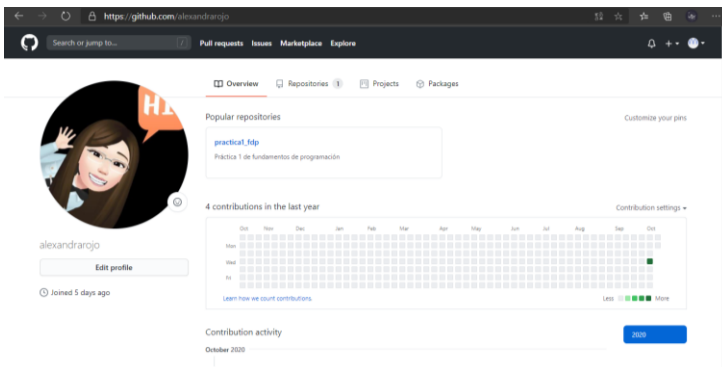 https://github.com/alexandrarojo
Search or jump to... /
Pull requests Issues Marketplace Explore
Overview Repositories 1 Projects Packages
HI
Popular repositories Customize your pins
practica1_fdp
Práctica 1 de fundamentos de programación
4 contributions in the last year Contribution settings
Oct Nov Dec Jan Feb Mar Apr May Jun Jul Aug Sep Oct
Mon
Wed
Fri
Learn how we count contributions. Less More
alexandrarojo
Edit profile
Joined 5 days ago
Contribution activity 2020
October 2020